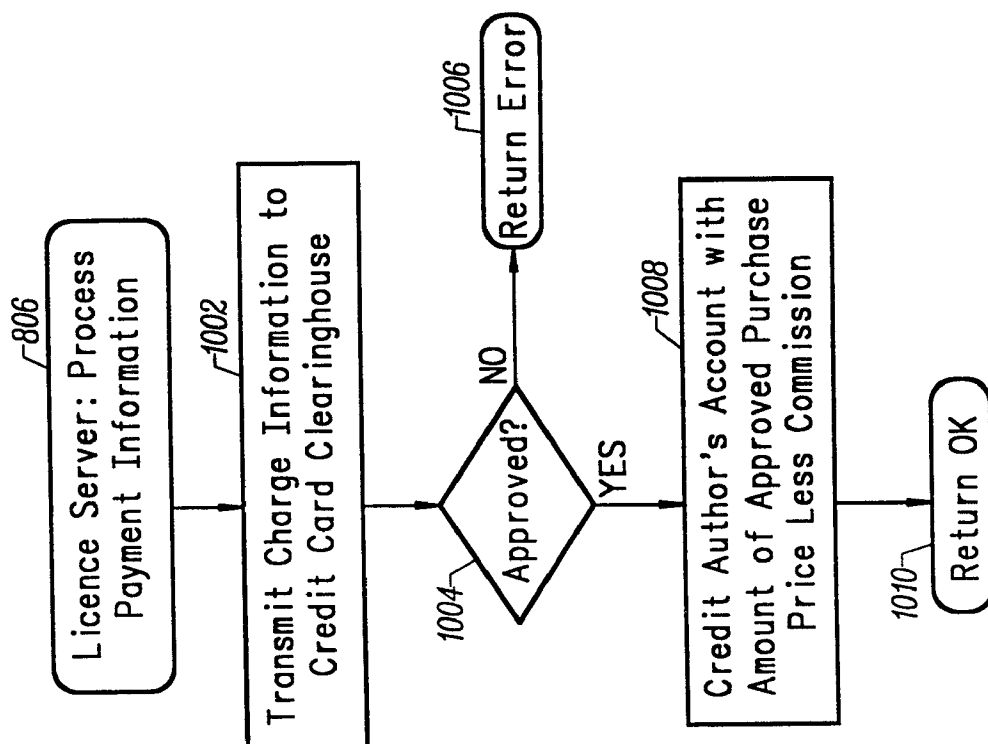 806
Licence Server: Process
Payment Information
1002
Transmit Charge Information to
Credit Card Clearinghouse
1004
Approved?
NO
1006
Return Error
YES
1008
Credit Author's Account with
Amount of Approved Purchase
Price Less Commission
1010
Return OK